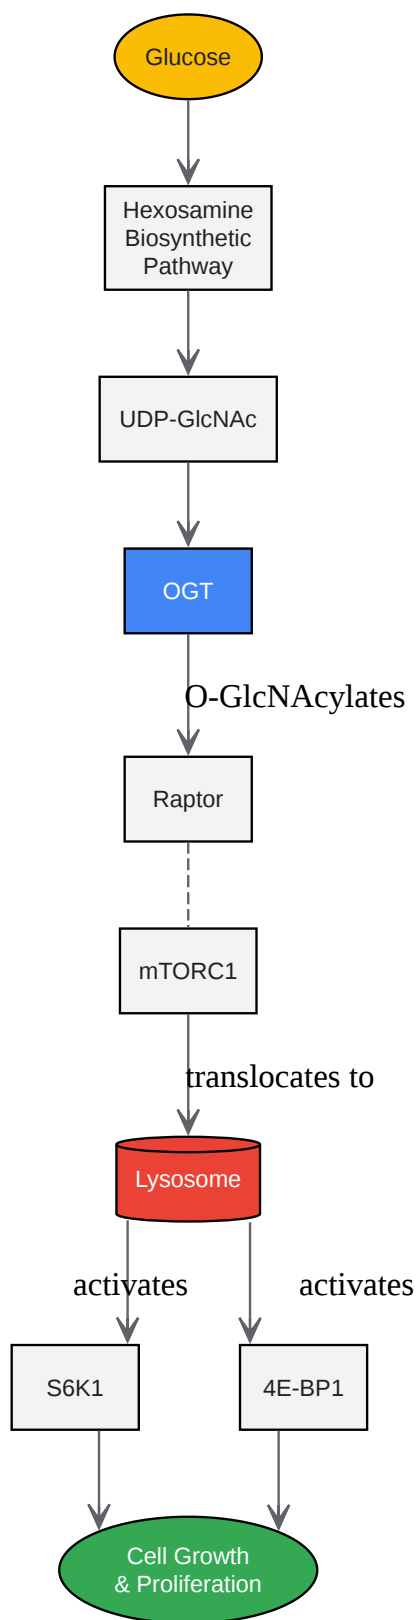 Glucose
Hexosamine
Biosynthetic
Pathway
UDP-GlcNAc
OGT
O-GlcNAcylates
Raptor
mTORC1
translocates to
Lysosome
activates
activates
S6K1
4E-BP1
Cell Growth
& Proliferation